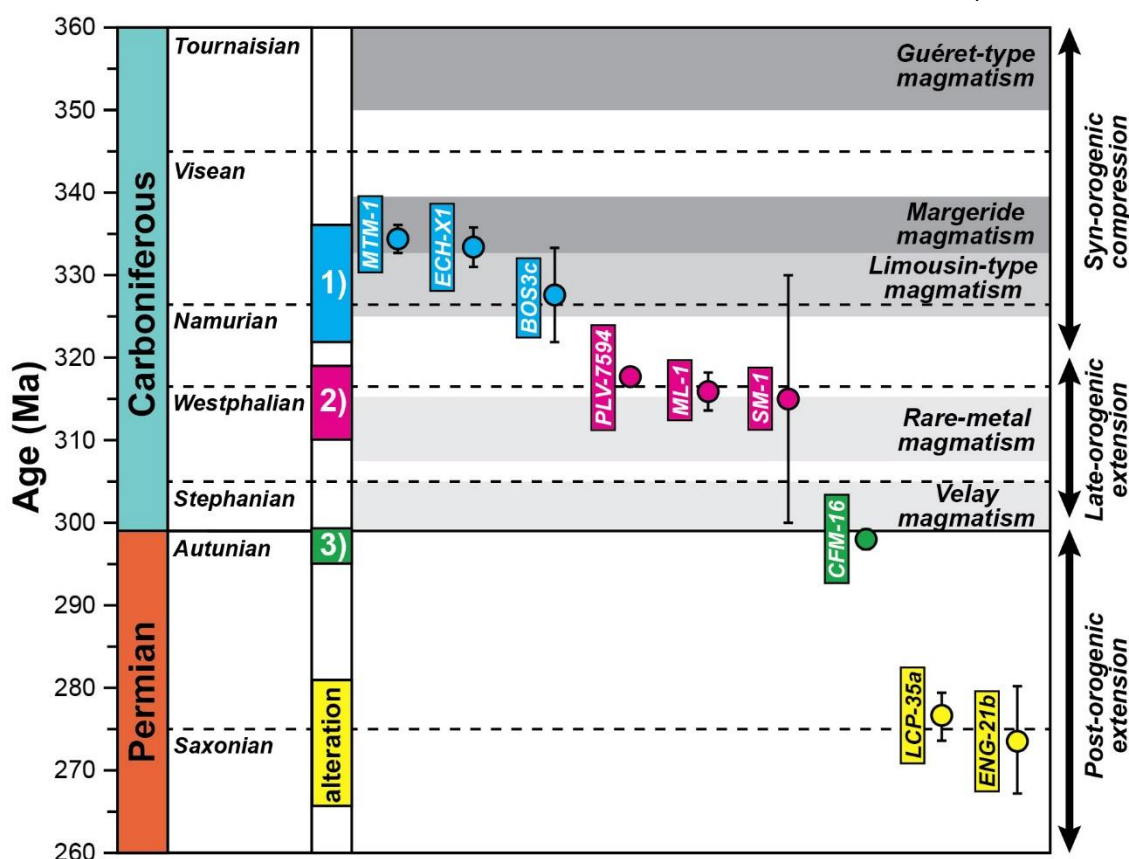 Age (Ma)
360
350
340
330
320
310
300
290
280
270
260
Carboniferous
Permian
Tournaisian
Visean
Namurian
Westphalian
Stephanian
Autunian
Saxonian
1)
2)
3)
alteration
MTM-1
ECH-X1
BOS3c
PLV-7594
ML-1
SM-1
CFM-16
LCP-35a
ENG-21b
Guéret-type
magmatism
Margeride
magmatism
Limousin-type
magmatism
Rare-metal
magmatism
Velay
magmatism
Syn-orogenic
compression
Late-orogenic
extension
Post-orogenic
extension